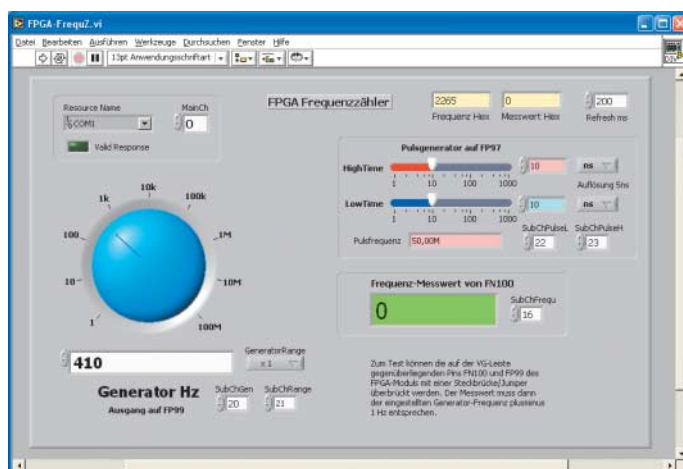 FPGA-FrequZ.vi
Datei Bearbeiten Ausführen Werkzeuge Durchsuchen Fenster Hilfe
13pt Anwendungsschriftart
Resource Name
MainCh
COM1
0
Valid Response
FPGA Frequenzzähler
2265
0
200
Frequenz Hex
Messwert Hex
Refresh ms
Pulsgenerator auf FP97
HighTime
10
ns
1 10 100 1000
Auflösung 5ns
LowTime
10
ns
1 10 100 1000
SubChPulseL
SubChPulseH
Pulsfrequenz
50,00M
22
23
1
10
100
1k
10k
100k
1M
10M
100M
Frequenz-Messwert von FN100
0
SubChFrequ
16
410
GeneratorRange
x 1
Generator Hz
Ausgang auf FP99
SubChGen
SubChRange
20
21
Zum Test können die auf der VG-Leiste
gegenüberliegenden Pins FN100 und FP99 des
FPGA-Moduls mit einer Steckbrücke/Jumper
überbrückt werden. Der Messwert muss dann
der eingestellten Generator-Frequenz plusminus
1 Hz entsprechen.